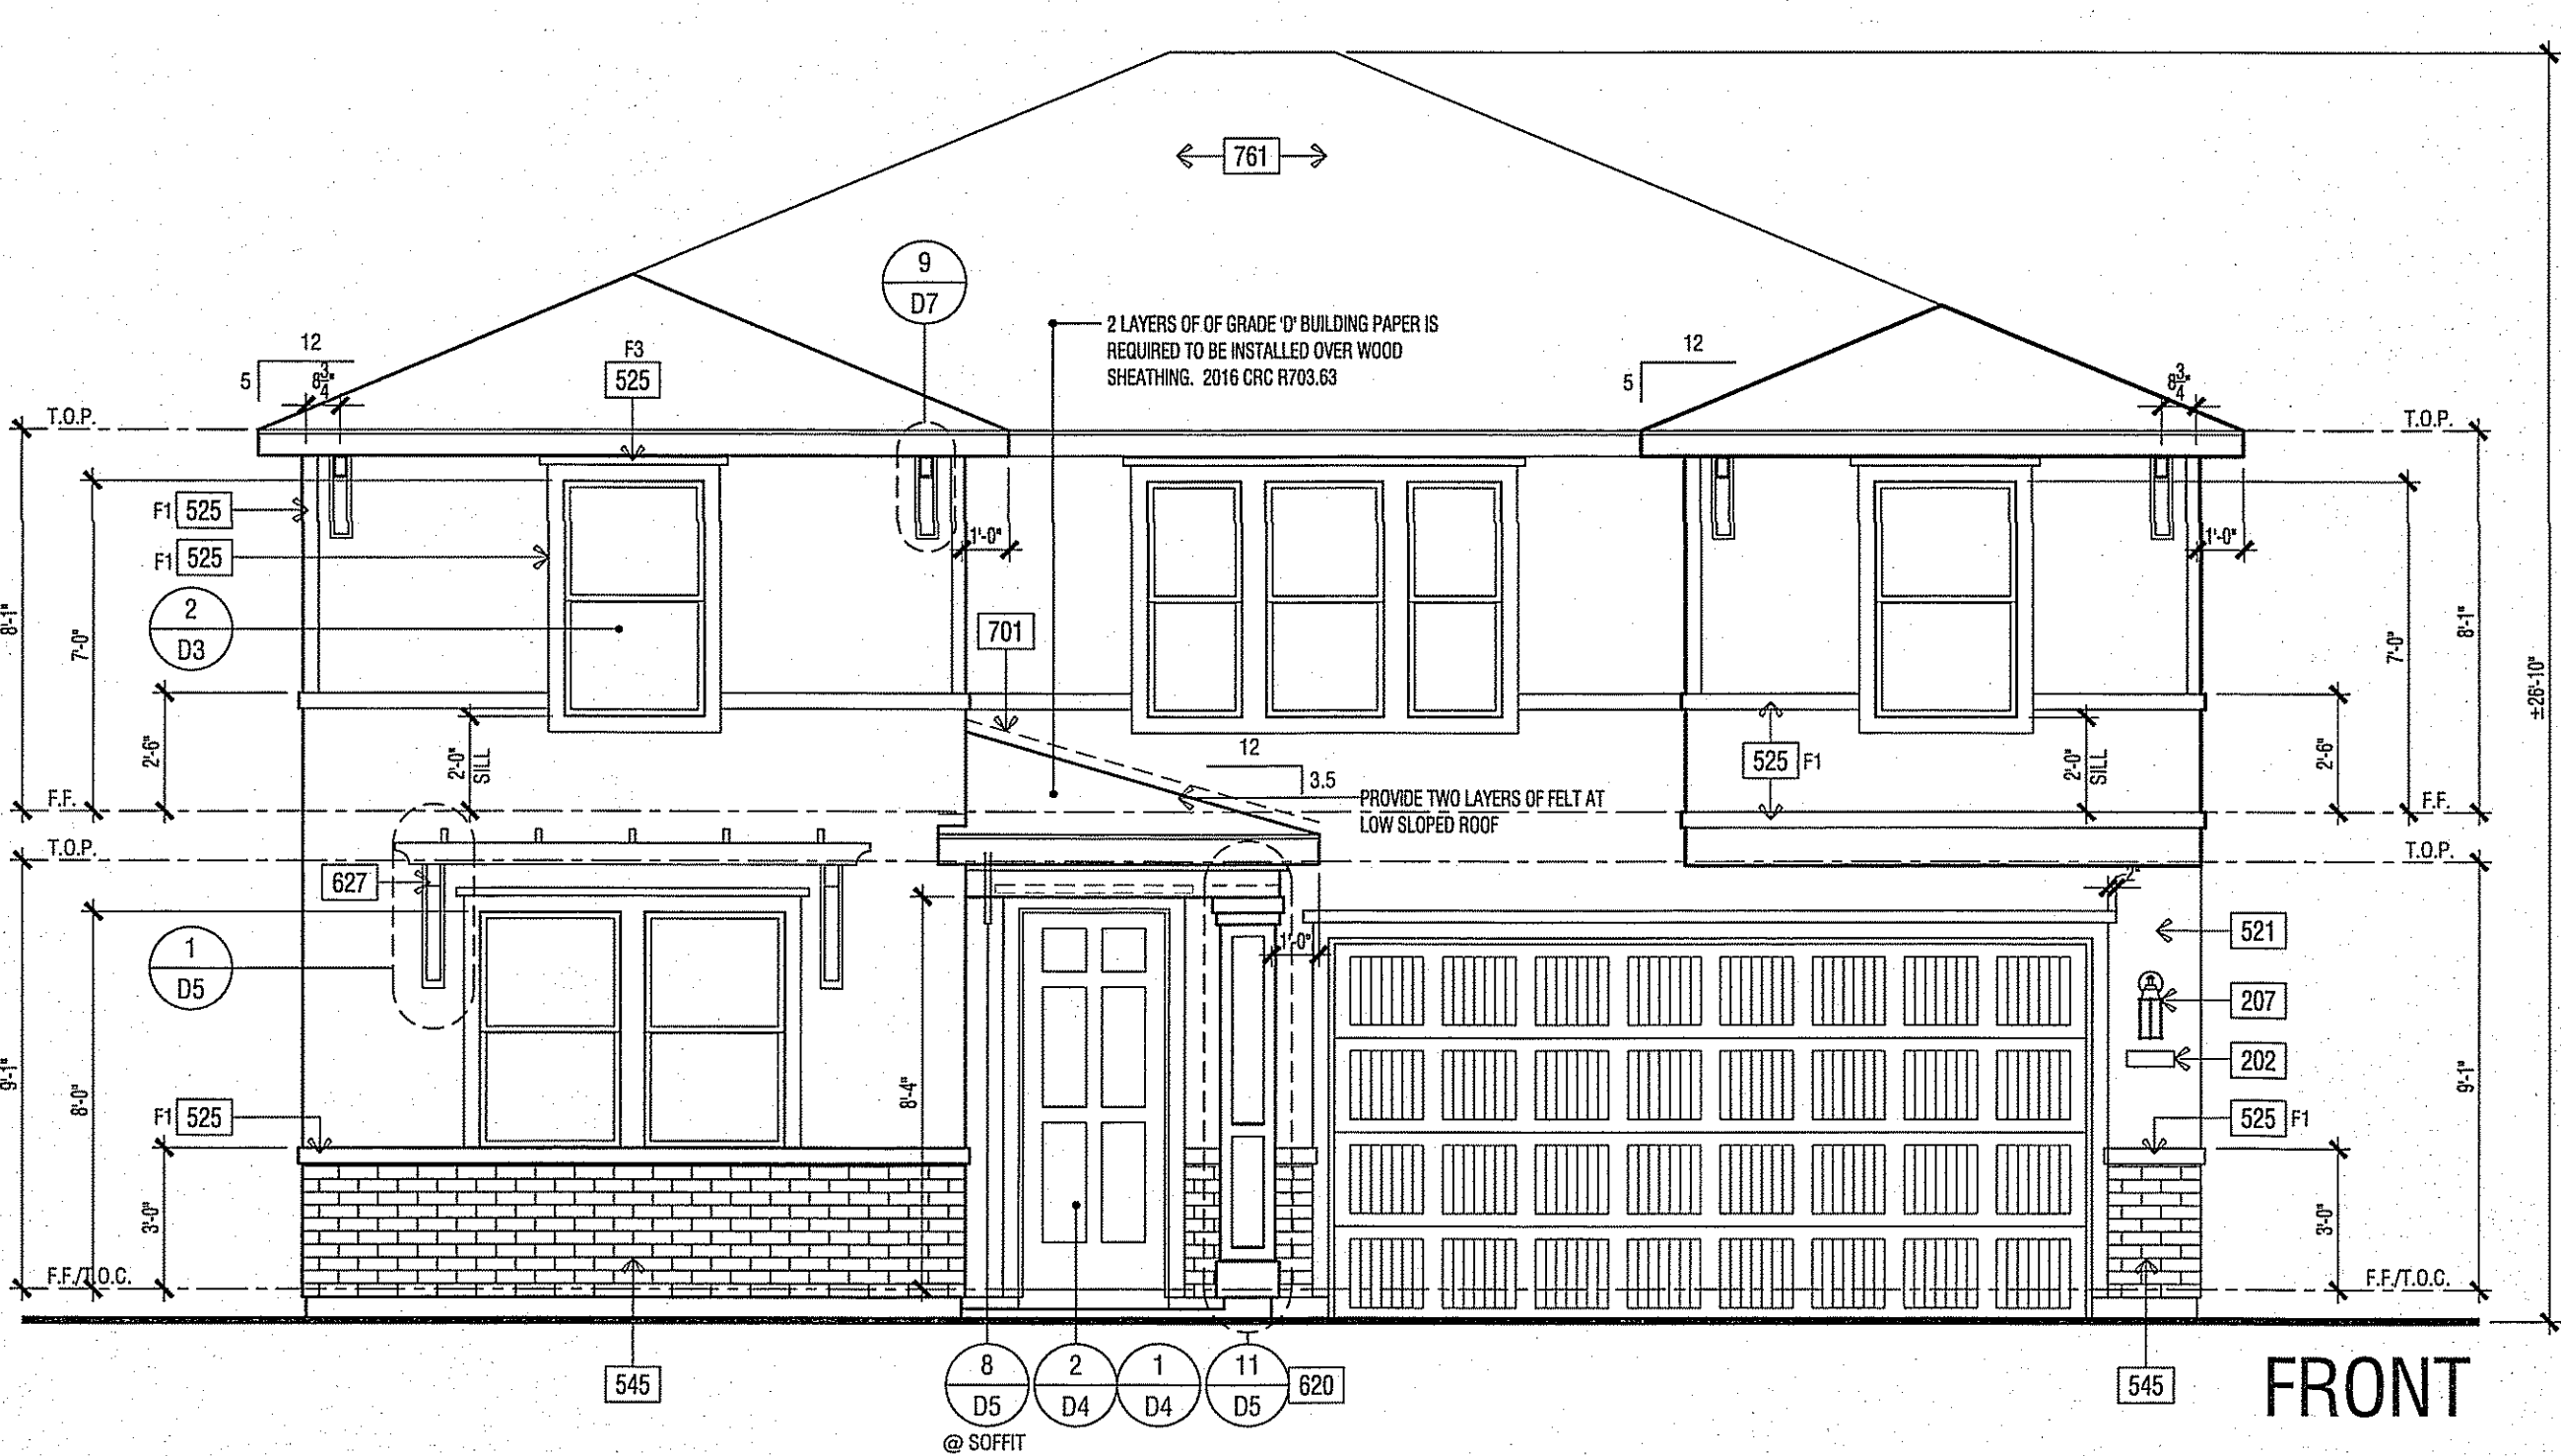 761
9
D7
2 LAYERS OF OF GRADE 'D' BUILDING PAPER IS
REQUIRED TO BE INSTALLED OVER WOOD
SHEATHING. 2016 CRC R703.63
12
5
8 3/4"
F3
525
12
5
8 3/4"
T.O.P.
T.O.P.
F1 525
F1 525
1'-0"
1'-0"
2
D3
701
8'-1"
7'-0"
2'-6"
2'-0"
SILL
12
3.5
525 F1
2'-0"
SILL
2'-6"
7'-0"
8'-1"
±26'-10"
F.F.
F.F.
PROVIDE TWO LAYERS OF FELT AT
LOW SLOPED ROOF
T.O.P.
T.O.P.
627
2"
521
1'-0"
1
D5
207
202
9'-1"
8'-0"
8'-4"
9'-1"
F1 525
525 F1
3'-0"
3'-0"
F.F./T.O.C.
F.F./T.O.C.
545
8
D5
@ SOFFIT
2
D4
1
D4
11
D5
620
545
FRONT